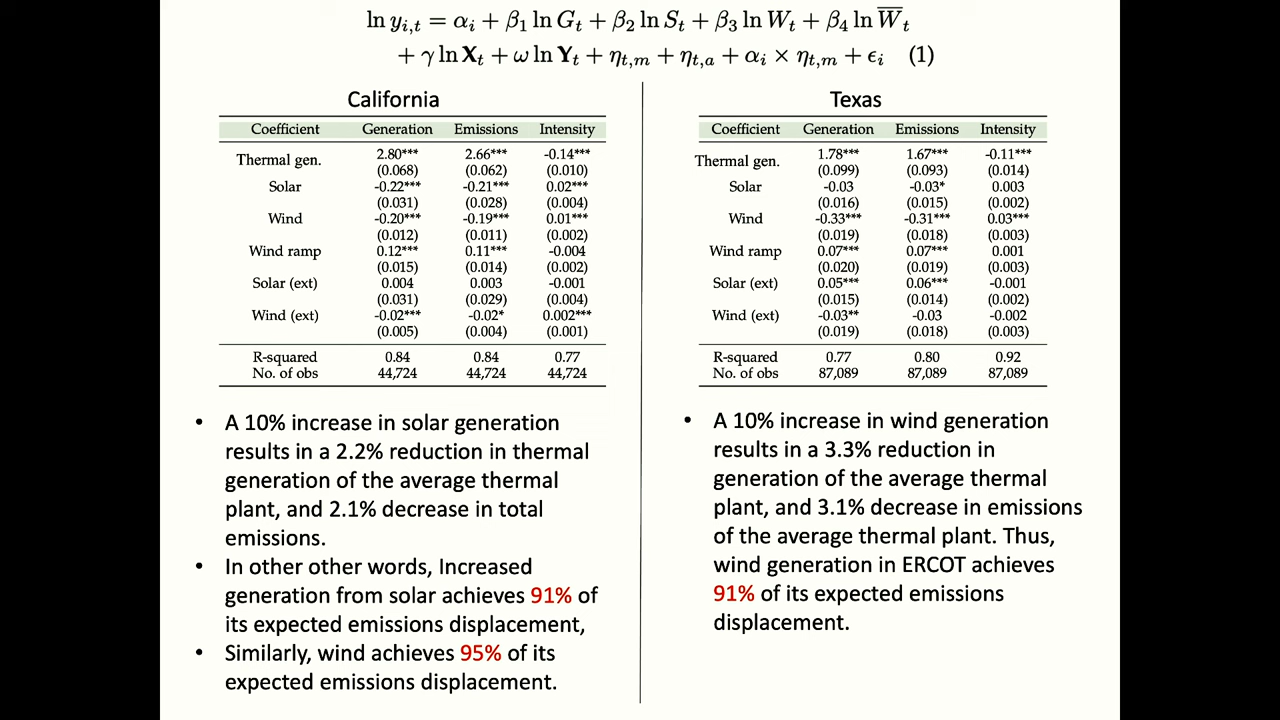 ln y_{i,t} = α_i + β_1 ln G_t + β_2 ln S_t + β_3 ln W_t + β_4 ln \overline{W}_t
+ γ ln X_t + ω ln Y_t + η_{t,m} + η_{t,a} + α_i × η_{t,m} + ϵ_i (1)
California
Coefficient Generation Emissions Intensity
Thermal gen. 2.80*** 2.66*** -0.14***
(0.068) (0.062) (0.010)
Solar -0.22*** -0.21*** 0.02***
(0.031) (0.028) (0.004)
Wind -0.20*** -0.19*** 0.01***
(0.012) (0.011) (0.002)
Wind ramp 0.12*** 0.11*** -0.004
(0.015) (0.014) (0.002)
Solar (ext) 0.004 0.003 -0.001
(0.031) (0.029) (0.004)
Wind (ext) -0.02*** -0.02* 0.002***
(0.005) (0.004) (0.001)
R-squared 0.84 0.84 0.77
No. of obs 44,724 44,724 44,724
• A 10% increase in solar generation
results in a 2.2% reduction in thermal
generation of the average thermal
plant, and 2.1% decrease in total
emissions.
• In other other words, Increased
generation from solar achieves 91% of
its expected emissions displacement,
• Similarly, wind achieves 95% of its
expected emissions displacement.
Texas
Coefficient Generation Emissions Intensity
Thermal gen. 1.78*** 1.67*** -0.11***
(0.099) (0.093) (0.014)
Solar -0.03 -0.03* 0.003
(0.016) (0.015) (0.002)
Wind -0.33*** -0.31*** 0.03***
(0.019) (0.018) (0.003)
Wind ramp 0.07*** 0.07*** 0.001
(0.020) (0.019) (0.003)
Solar (ext) 0.05*** 0.06*** -0.001
(0.015) (0.014) (0.002)
Wind (ext) -0.03** -0.03 -0.002
(0.019) (0.018) (0.003)
R-squared 0.77 0.80 0.92
No. of obs 87,089 87,089 87,089
• A 10% increase in wind generation
results in a 3.3% reduction in
generation of the average thermal
plant, and 3.1% decrease in emissions
of the average thermal plant. Thus,
wind generation in ERCOT achieves
91% of its expected emissions
displacement.